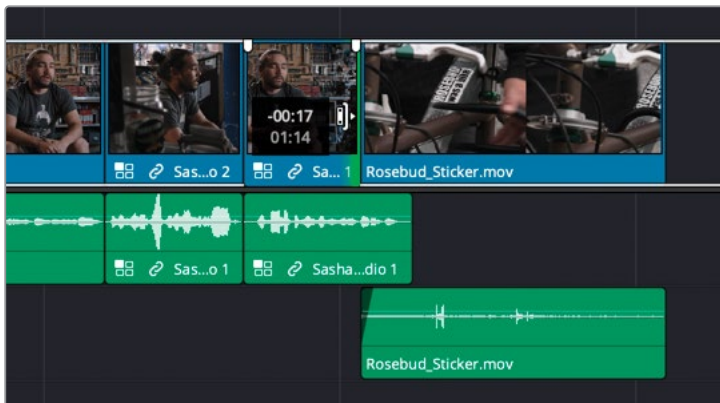 -00:17
01:14
Sas...o 2
Sa... 1
Rosebud_Sticker.mov
Sas...o 1
Sasha...dio 1
Rosebud_Sticker.mov